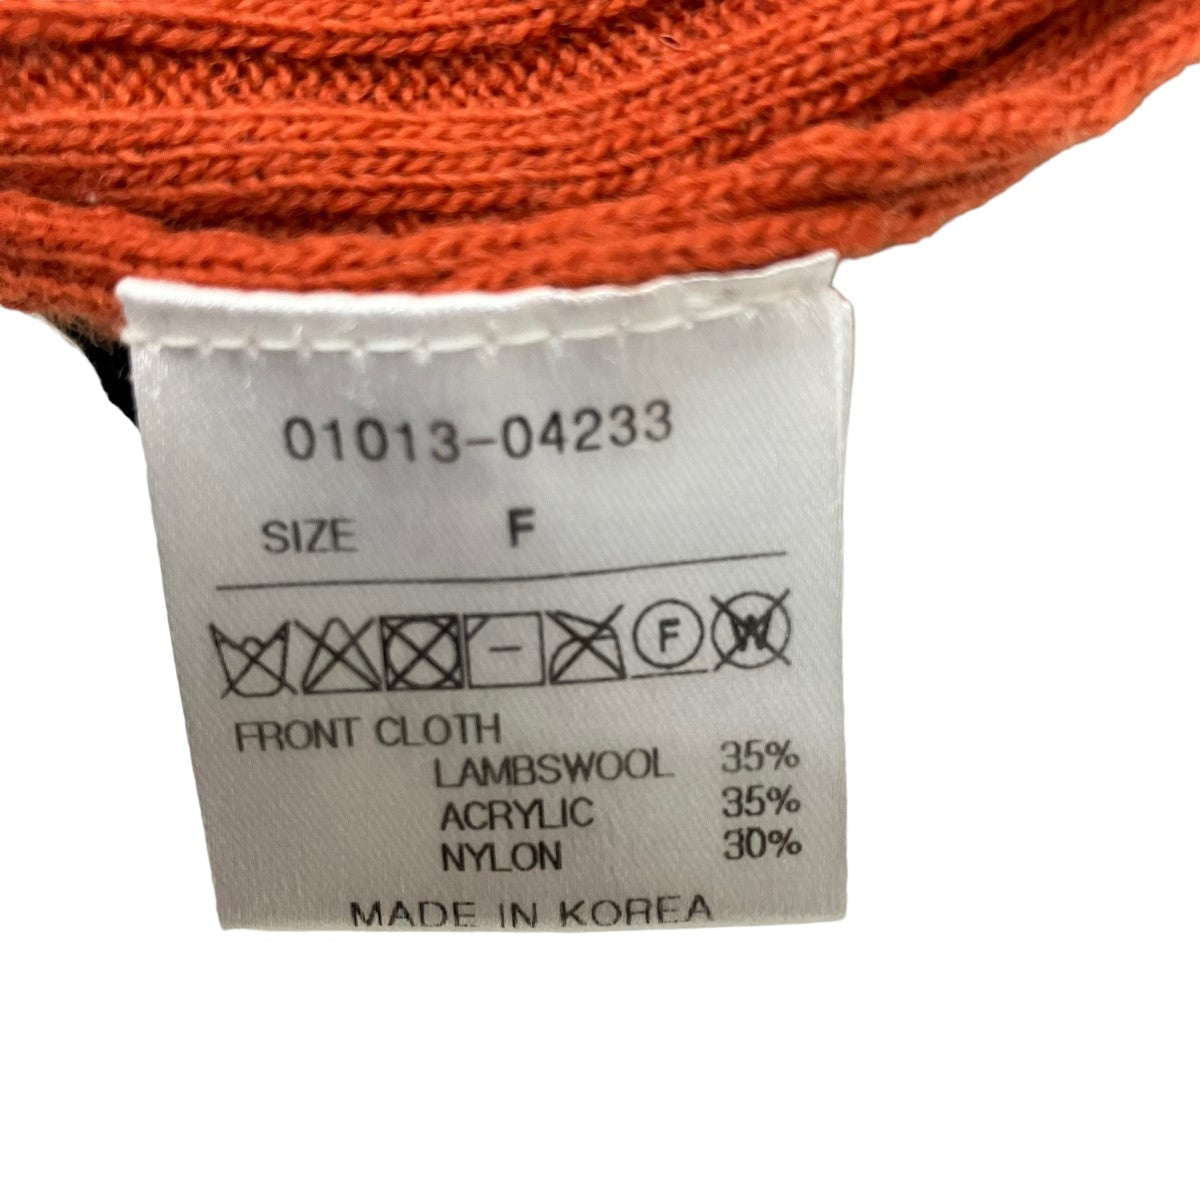 01013-04233
SIZE F
F W
FRONT CLOTH
LAMBSWOOL 35%
ACRYLIC 35%
NYLON 30%
MADE IN KOREA